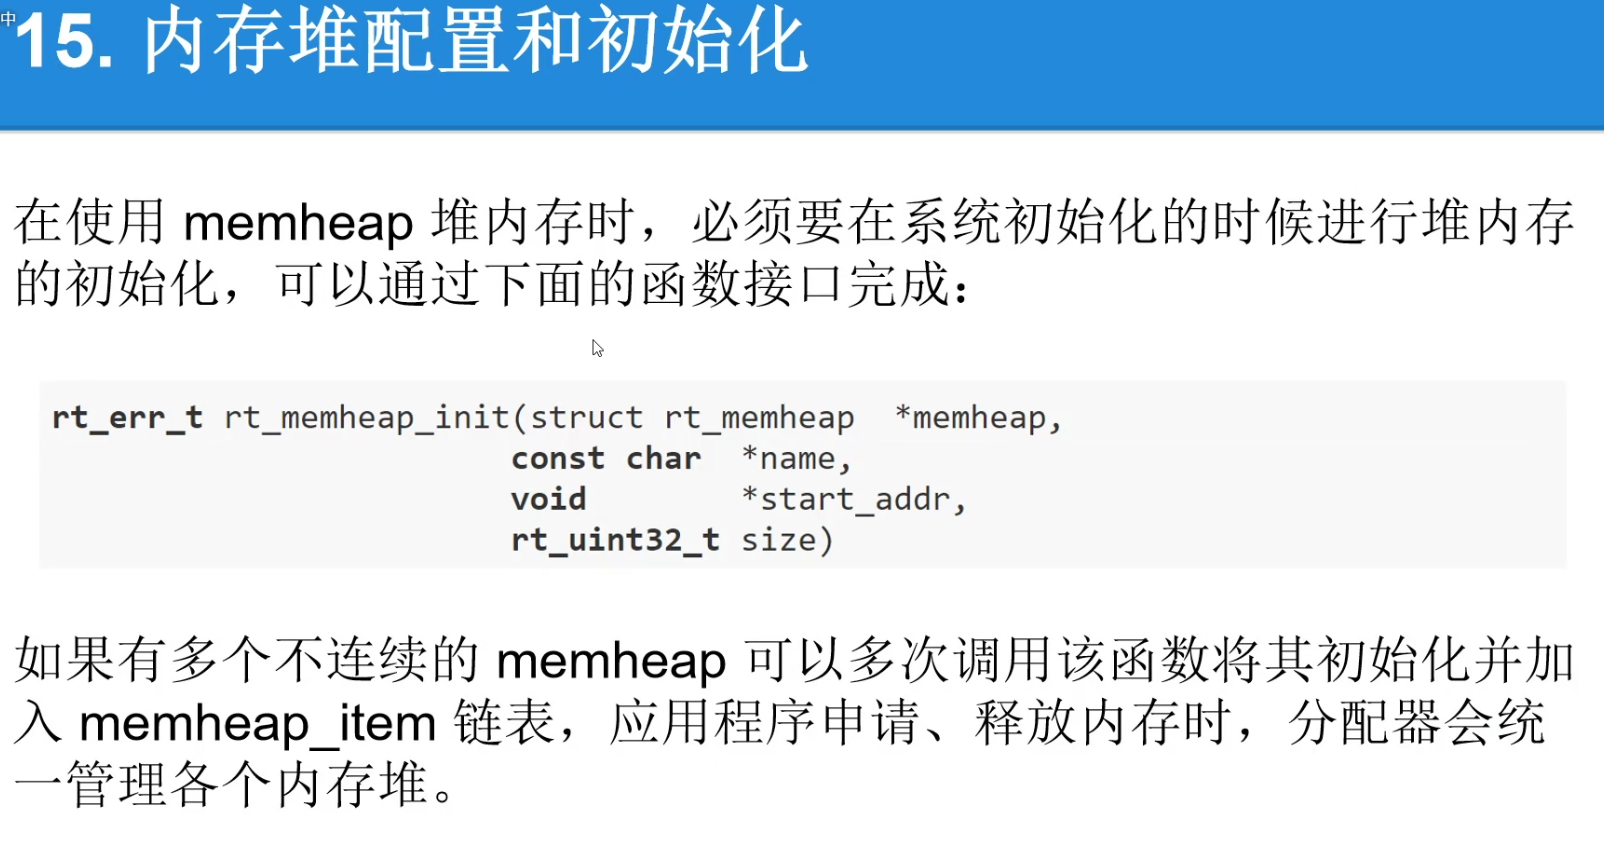 中
15. 内存堆配置和初始化
在使用 memheap 堆内存时，必须要在系统初始化的时候进行堆内存
的初始化，可以通过下面的函数接口完成：
rt_err_t rt_memheap_init(struct rt_memheap  *memheap,
const char  *name,
void        *start_addr,
rt_uint32_t size)
如果有多个不连续的 memheap 可以多次调用该函数将其初始化并加
入 memheap_item 链表，应用程序申请、释放内存时，分配器会统
一管理各个内存堆。